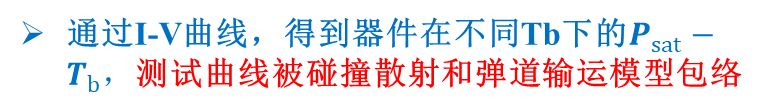 ➢ 通过I-V曲线，得到器件在不同Tb下的P_sat −
T_b，测试曲线被碰撞散射和弹道输运模型包络